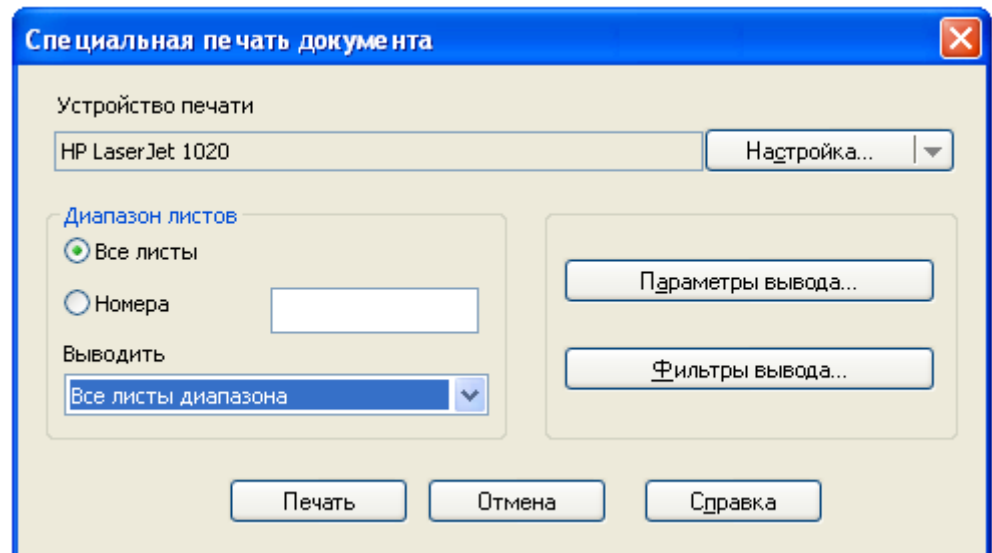 Специальная печать документа
Устройство печати
HP LaserJet 1020
Настройка...
Диапазон листов
Все листы
Номера
Выводить
Все листы диапазона
Параметры вывода...
Фильтры вывода...
Печать
Отмена
Справка